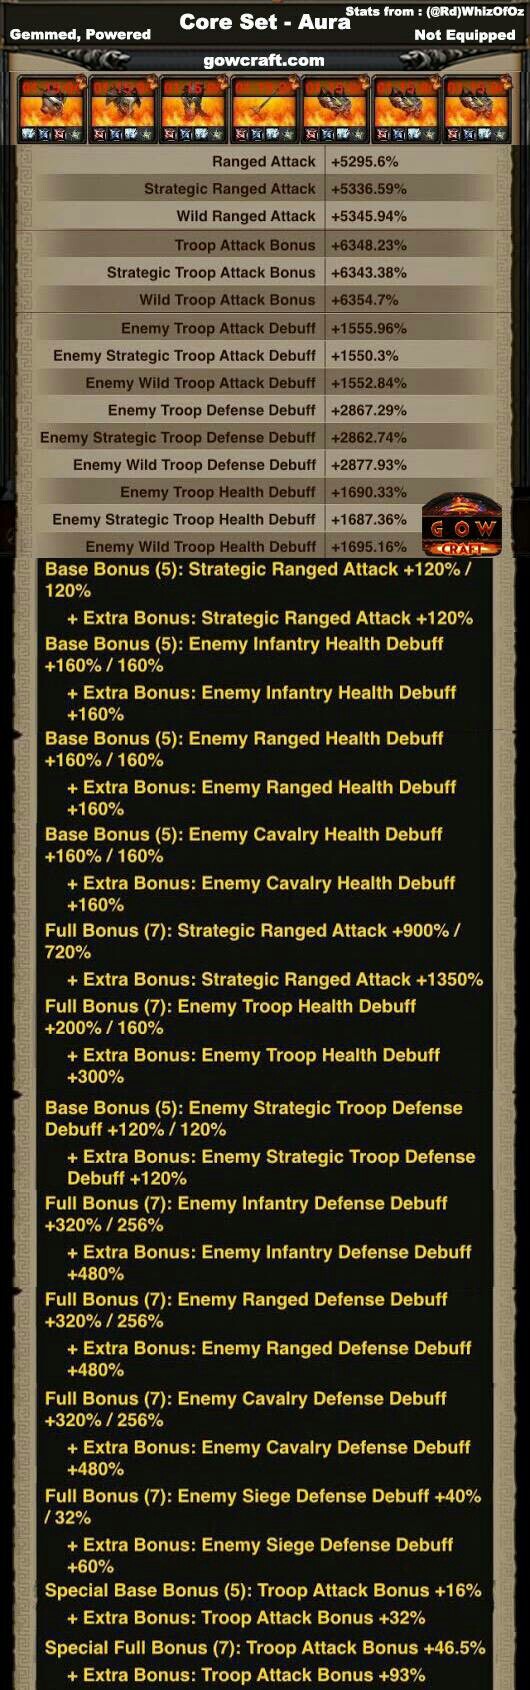 Core Set - Aura
Stats from : (@Rd)WhizOfOz
Gemmed, Powered
Not Equipped
gowcraft.com
Ranged Attack +5295.6%
Strategic Ranged Attack +5336.59%
Wild Ranged Attack +5345.94%
Troop Attack Bonus +6348.23%
Strategic Troop Attack Bonus +6343.38%
Wild Troop Attack Bonus +6354.7%
Enemy Troop Attack Debuff +1555.96%
Enemy Strategic Troop Attack Debuff +1550.3%
Enemy Wild Troop Attack Debuff +1552.84%
Enemy Troop Defense Debuff +2867.29%
Enemy Strategic Troop Defense Debuff +2862.74%
Enemy Wild Troop Defense Debuff +2877.93%
Enemy Troop Health Debuff +1690.33%
Enemy Strategic Troop Health Debuff +1687.36%
Enemy Wild Troop Health Debuff +1695.16%
GOW
CRAFT
Base Bonus (5): Strategic Ranged Attack +120% /
120%
+ Extra Bonus: Strategic Ranged Attack +120%
Base Bonus (5): Enemy Infantry Health Debuff
+160% / 160%
+ Extra Bonus: Enemy Infantry Health Debuff
+160%
Base Bonus (5): Enemy Ranged Health Debuff
+160% / 160%
+ Extra Bonus: Enemy Ranged Health Debuff
+160%
Base Bonus (5): Enemy Cavalry Health Debuff
+160% / 160%
+ Extra Bonus: Enemy Cavalry Health Debuff
+160%
Full Bonus (7): Strategic Ranged Attack +900% /
720%
+ Extra Bonus: Strategic Ranged Attack +1350%
Full Bonus (7): Enemy Troop Health Debuff
+200% / 160%
+ Extra Bonus: Enemy Troop Health Debuff
+300%
Base Bonus (5): Enemy Strategic Troop Defense
Debuff +120% / 120%
+ Extra Bonus: Enemy Strategic Troop Defense
Debuff +120%
Full Bonus (7): Enemy Infantry Defense Debuff
+320% / 256%
+ Extra Bonus: Enemy Infantry Defense Debuff
+480%
Full Bonus (7): Enemy Ranged Defense Debuff
+320% / 256%
+ Extra Bonus: Enemy Ranged Defense Debuff
+480%
Full Bonus (7): Enemy Cavalry Defense Debuff
+320% / 256%
+ Extra Bonus: Enemy Cavalry Defense Debuff
+480%
Full Bonus (7): Enemy Siege Defense Debuff +40%
/ 32%
+ Extra Bonus: Enemy Siege Defense Debuff
+60%
Special Base Bonus (5): Troop Attack Bonus +16%
+ Extra Bonus: Troop Attack Bonus +32%
Special Full Bonus (7): Troop Attack Bonus +46.5%
+ Extra Bonus: Troop Attack Bonus +93%